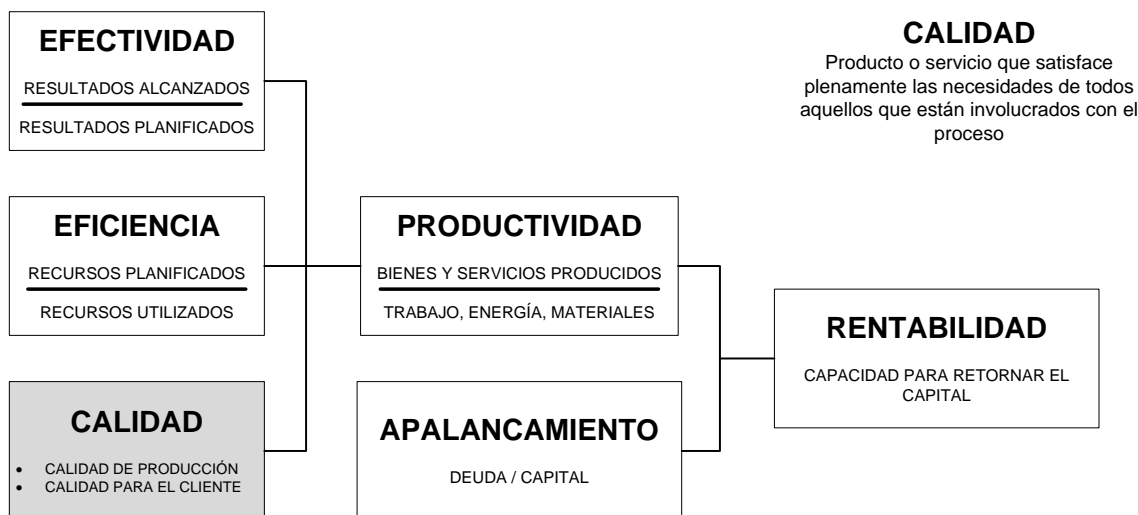 EFECTIVIDAD
RESULTADOS ALCANZADOS
RESULTADOS PLANIFICADOS
CALIDAD
Producto o servicio que satisface
plenamente las necesidades de todos
aquellos que están involucrados con el
proceso
EFICIENCIA
RECURSOS PLANIFICADOS
RECURSOS UTILIZADOS
PRODUCTIVIDAD
BIENES Y SERVICIOS PRODUCIDOS
TRABAJO, ENERGÍA, MATERIALES
RENTABILIDAD
CAPACIDAD PARA RETORNAR EL
CAPITAL
CALIDAD
• CALIDAD DE PRODUCCIÓN
• CALIDAD PARA EL CLIENTE
APALANCAMIENTO
DEUDA / CAPITAL